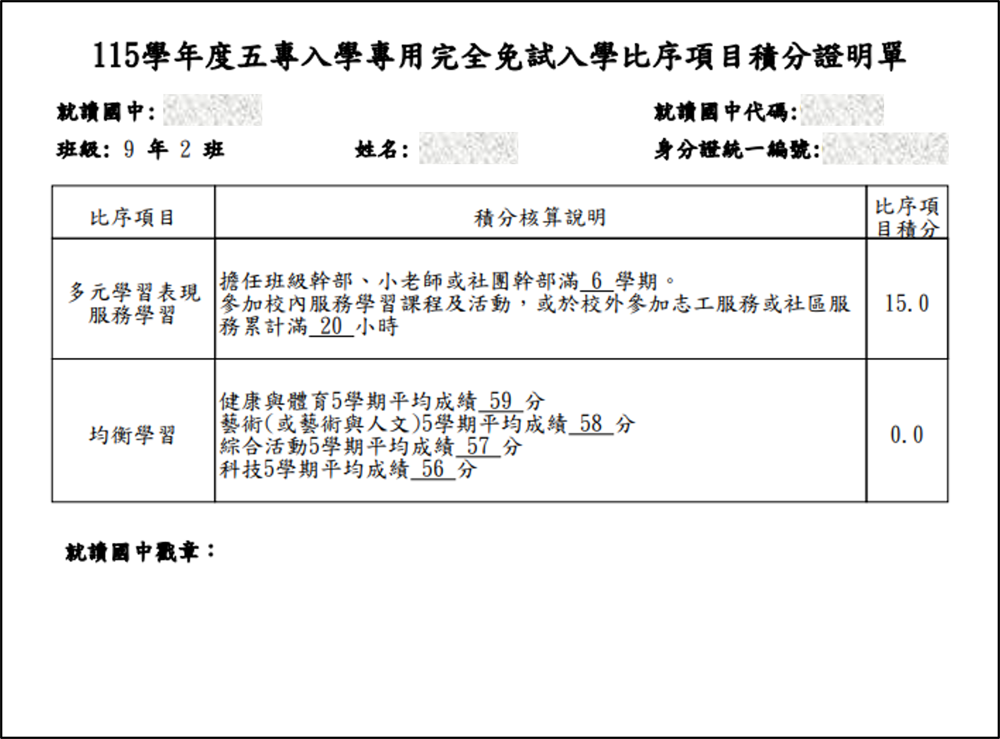 115學年度五專入學專用完全免試入學比序項目積分證明單
就讀國中:
就讀國中代碼:
班級: 9 年 2 班
姓名:
身分證統一編號:
比序項目
積分核算說明
比序項
目積分
多元學習表現
服務學習
擔任班級幹部、小老師或社團幹部滿 6 學期。
參加校內服務學習課程及活動，或於校外參加志工服務或社區服
務累計滿 20 小時
15.0
均衡學習
健康與體育5學期平均成績 59 分
藝術(或藝術與人文)5學期平均成績 58 分
綜合活動5學期平均成績 57 分
科技5學期平均成績 56 分
0.0
就讀國中戳章：